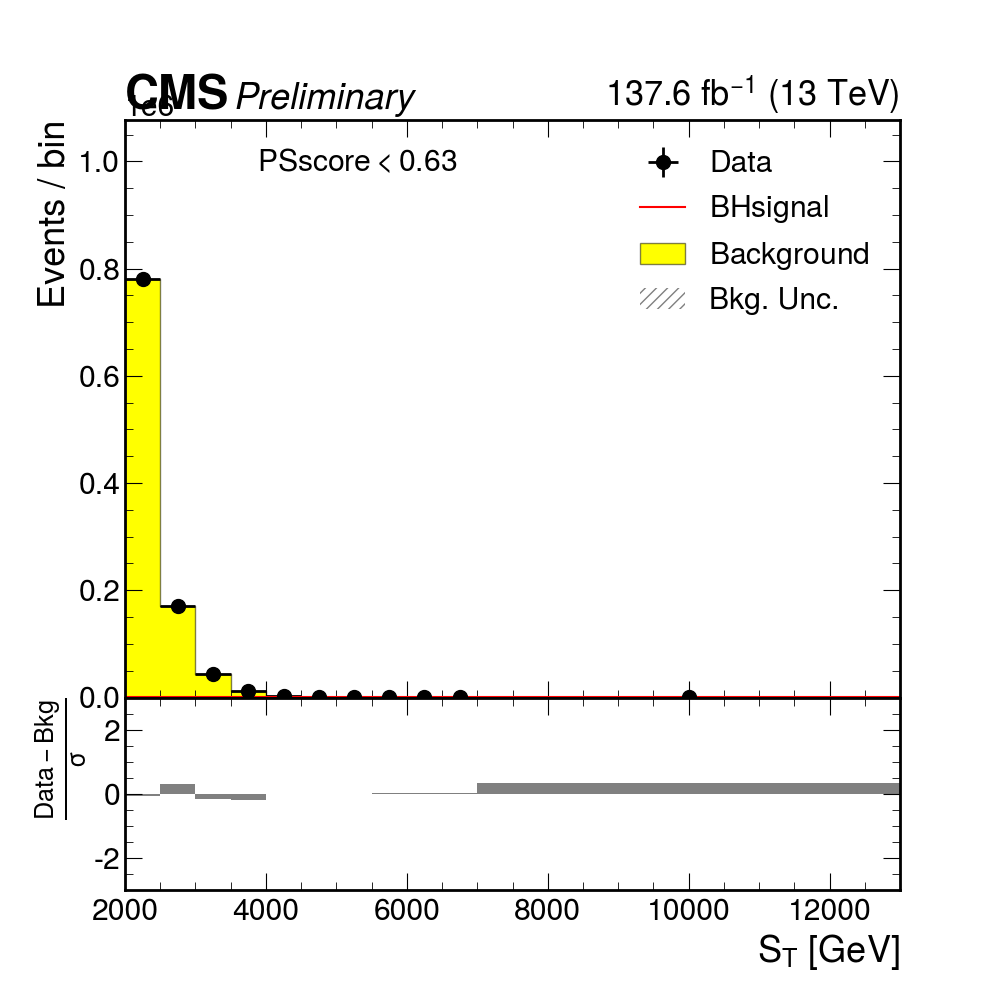 CMS Preliminary 137.6 fb⁻¹ (13 TeV)
1e6
Events / bin
PSscore < 0.63
Data
BHsignal
Background
Bkg. Unc.
1.0
0.8
0.6
0.4
0.2
0.0
Data – Bkg
σ
2
0
-2
2000 4000 6000 8000 10000 12000
S_T [GeV]